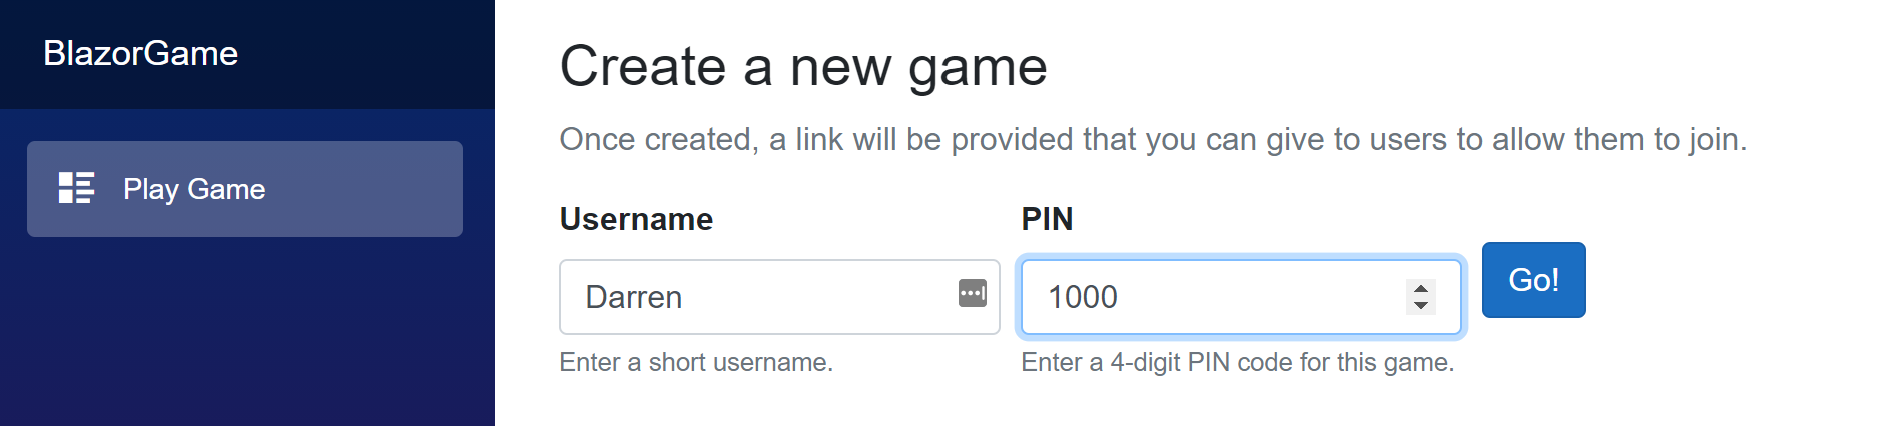 BlazorGame
Play Game
Create a new game
Once created, a link will be provided that you can give to users to allow them to join.
Username
PIN
Darren
1000
Go!
Enter a short username.
Enter a 4-digit PIN code for this game.